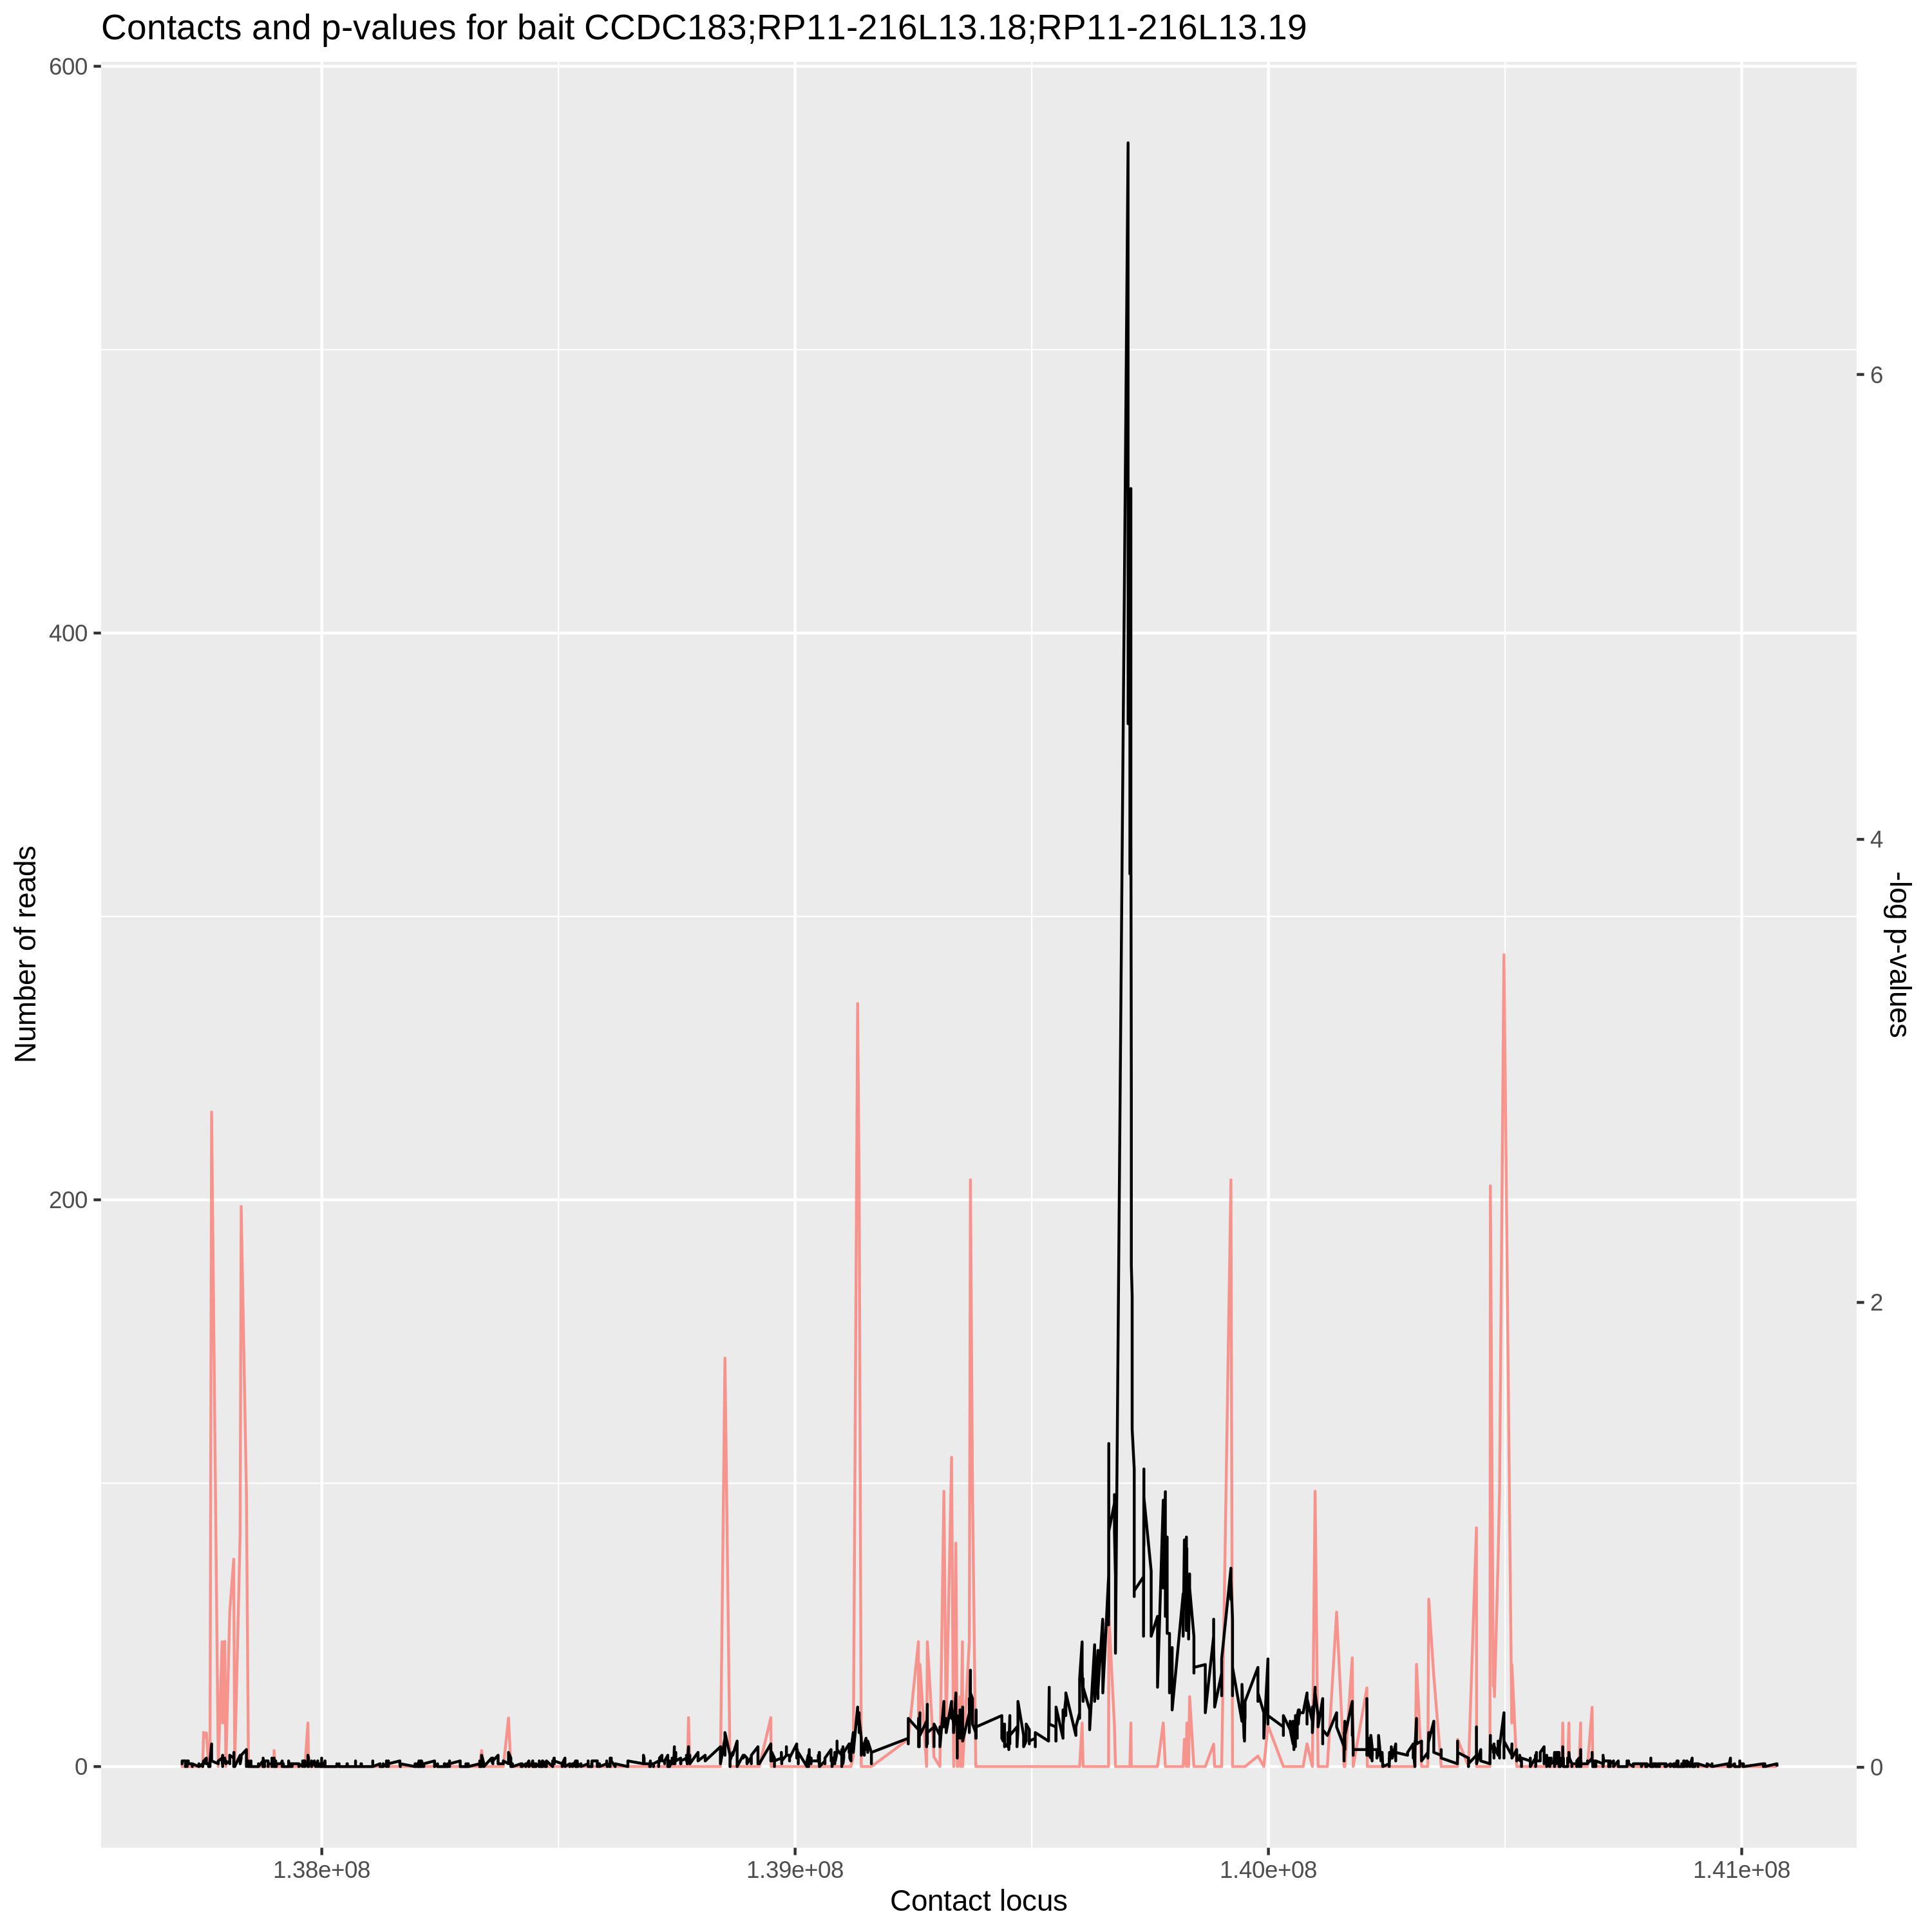 Contacts and p-values for bait CCDC183;RP11-216L13.18;RP11-216L13.19
600
400
200
0
Number of reads
6
4
2
0
-log p-values
1.38e+08
1.39e+08
1.40e+08
1.41e+08
Contact locus